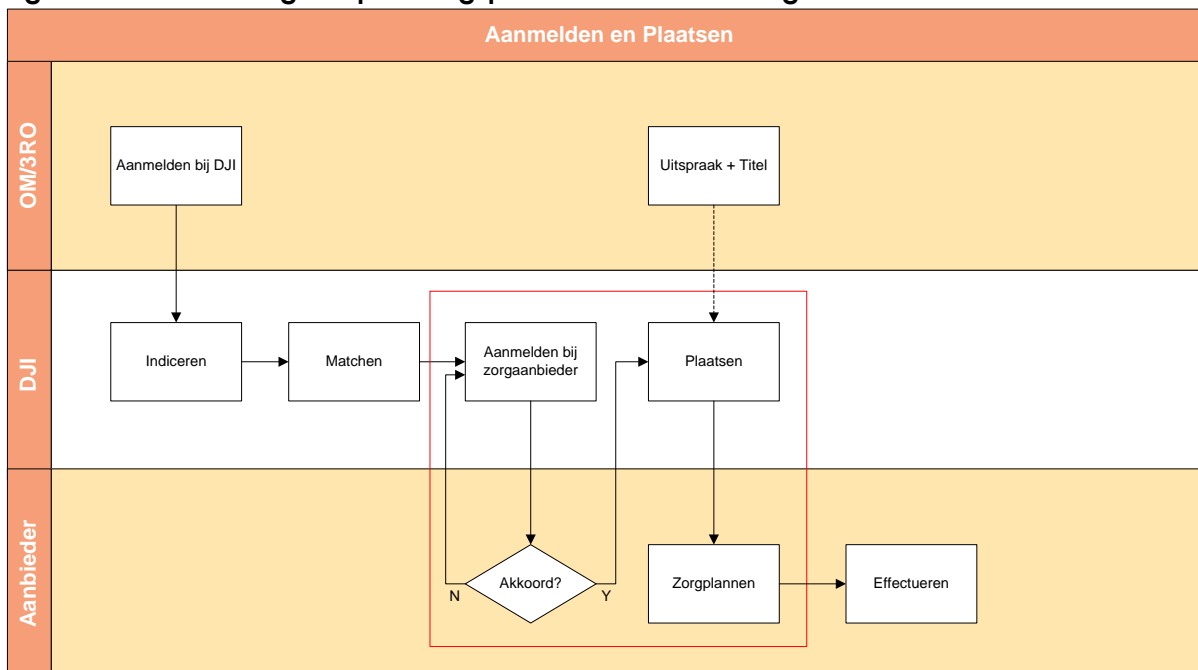 Aanmelden en Plaatsen
OM/3RO
Aanmelden bij DJI
Uitspraak + Titel
DJI
Indiceren
Matchen
Aanmelden bij
zorgaanbieder
Plaatsen
Aanbieder
Akkoord?
N
Y
Zorgplannen
Effectueren